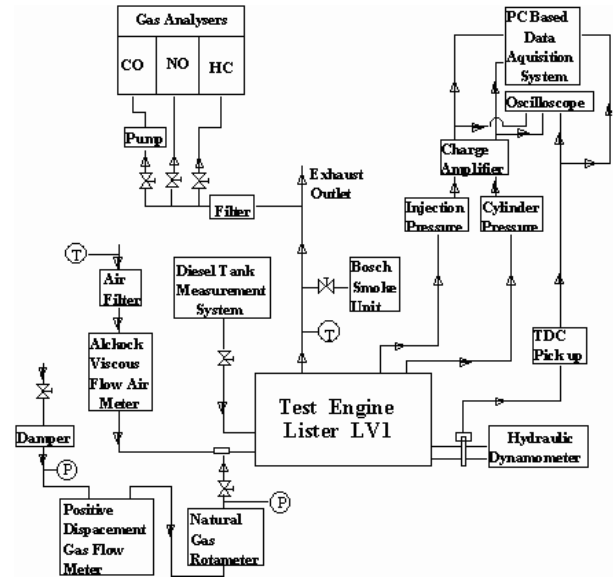 Gas Analysers
CO
NO
HC
Pump
Filter
Exhaust
Outlet
PC Based
Data
Aquisition
System
Oscilloscope
Charge
Amplifier
Injection
Pressure
Cylinder
Pressure
T
Air
Filter
Diesel Tank
Measurement
System
Bosch
Smoke
Unit
T
Alckock
Viscous
Flow Air
Meter
TDC
Pick up
Test Engine
Lister LV1
Damper
Hydraulic
Dynamometer
P
P
Positive
Dispacement
Gas Flow
Meter
Natural
Gas
Rotameter